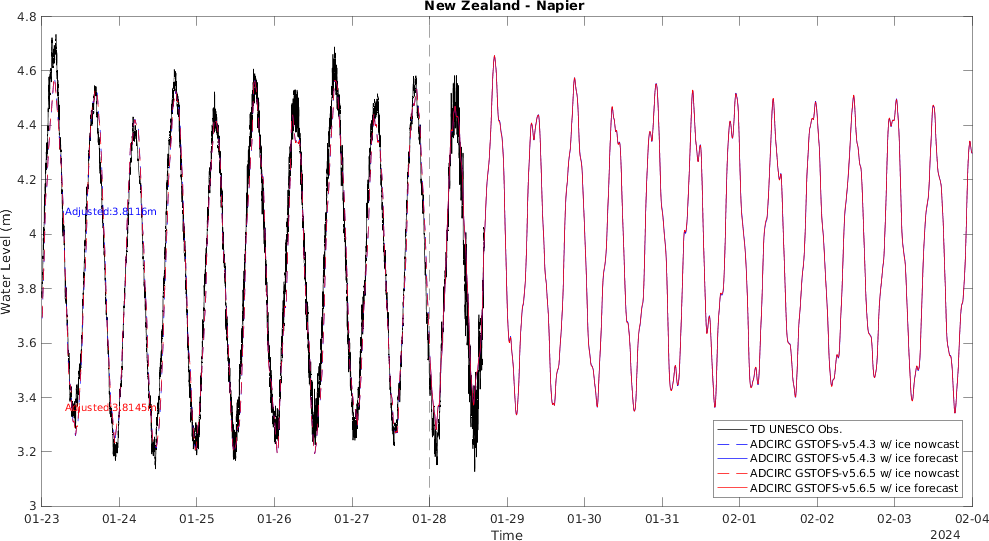 New Zealand - Napier
4.8
4.6
4.4
4.2
4
3.8
3.6
3.4
3.2
3
Water Level (m)
Adjusted:3.8116m
Adjusted:3.8145m
TD UNESCO Obs.
ADCIRC GSTOFS-v5.4.3 w/ ice nowcast
ADCIRC GSTOFS-v5.4.3 w/ ice forecast
ADCIRC GSTOFS-v5.6.5 w/ ice nowcast
ADCIRC GSTOFS-v5.6.5 w/ ice forecast
01-23 01-24 01-25 01-26 01-27 01-28 01-29 01-30 01-31 02-01 02-02 02-03 02-04
Time
2024